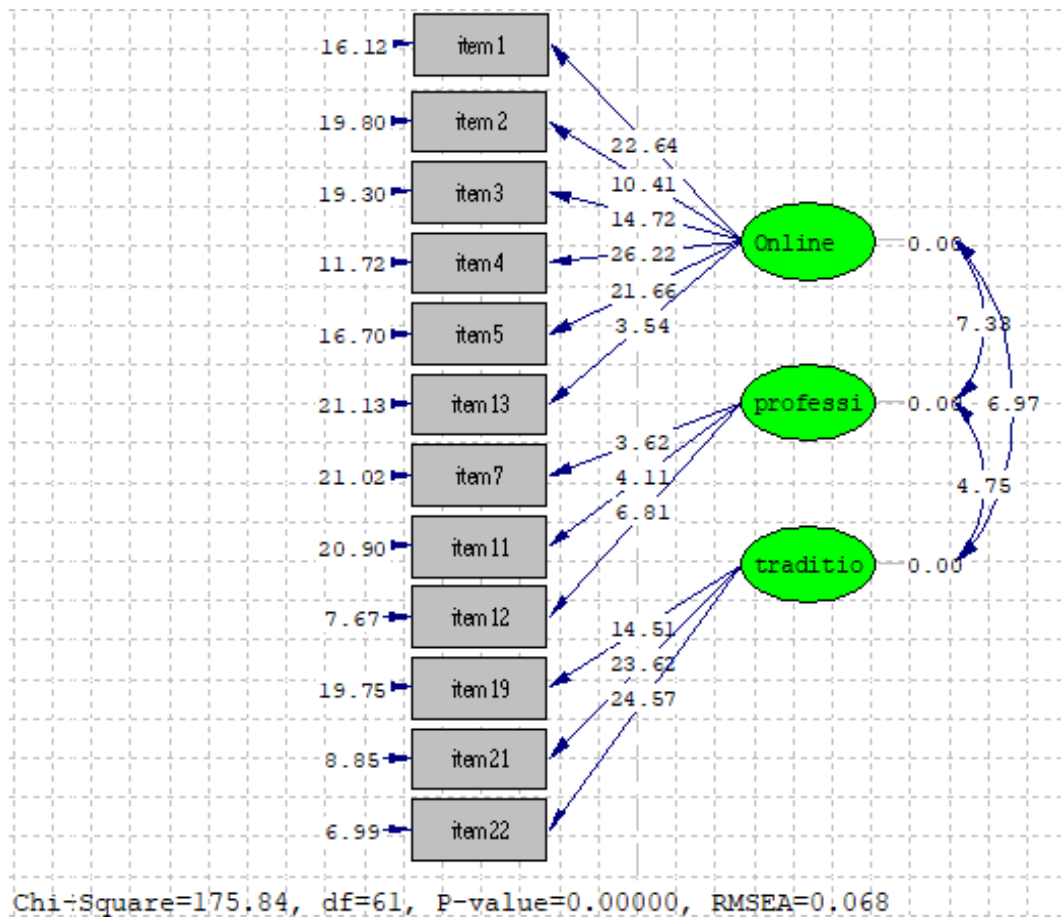 16.12 item1
19.80 item2
22.64
10.41
19.30 item3
14.72
Online 0.00
26.22
11.72 item4
21.66
3.54
7.33
16.70 item5
21.13 item13
professi 0.00 6.97
3.62
21.02 item7
4.11
4.75
6.81
20.90 item11
traditio 0.00
7.67 item12
14.51
23.62
19.75 item19
24.57
8.85 item21
6.99 item22
Chi-Square=175.84, df=61, P-value=0.00000, RMSEA=0.068